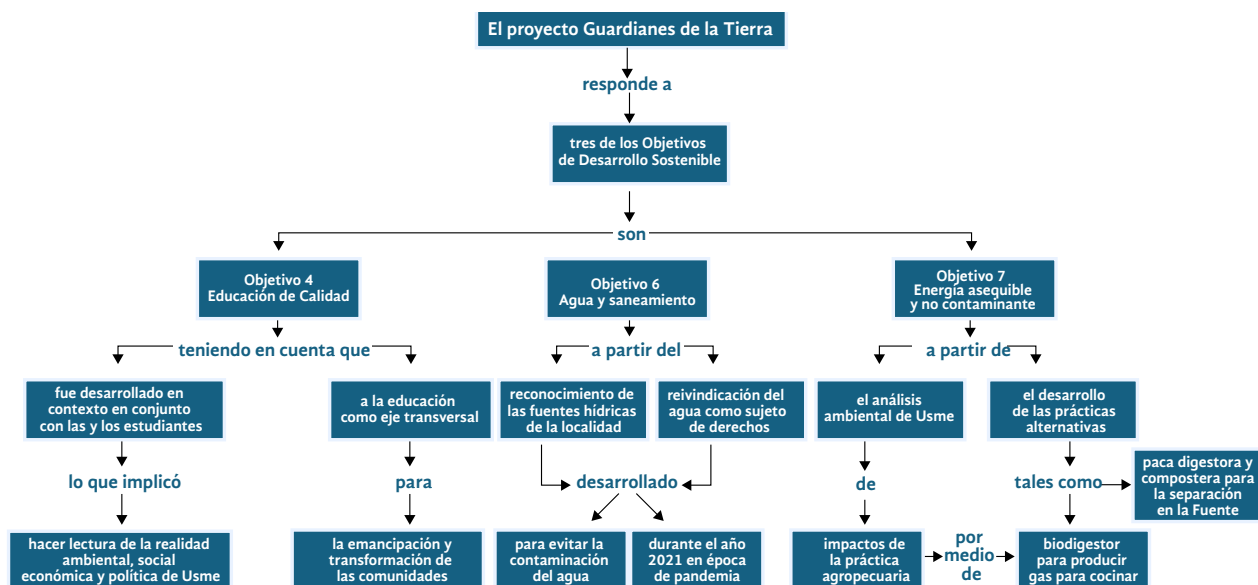 El proyecto Guardianes de la Tierra
responde a
tres de los Objetivos
de Desarrollo Sostenible
son
Objetivo 4
Educación de Calidad
Objetivo 6
Agua y saneamiento
Objetivo 7
Energía asequible
y no contaminante
teniendo en cuenta que
a partir del
a partir de
fue desarrollado en
contexto en conjunto
con las y los estudiantes
a la educación
como eje transversal
reconocimiento de
las fuentes hídricas
de la localidad
reivindicación del
agua como sujeto
de derechos
el análisis
ambiental de Usme
el desarrollo
de las prácticas
alternativas
lo que implicó
para
desarrollado
de
tales como
paca digestora y
compostera para
la separación
en la Fuente
hacer lectura de la realidad
ambiental, social
económica y política de Usme
la emancipación y
transformación de
las comunidades
para evitar la
contaminación
del agua
durante el año
2021 en época
de pandemia
impactos de
la práctica
agropecuaria
por
medio
de
biodigestor
para producir
gas para cocinar